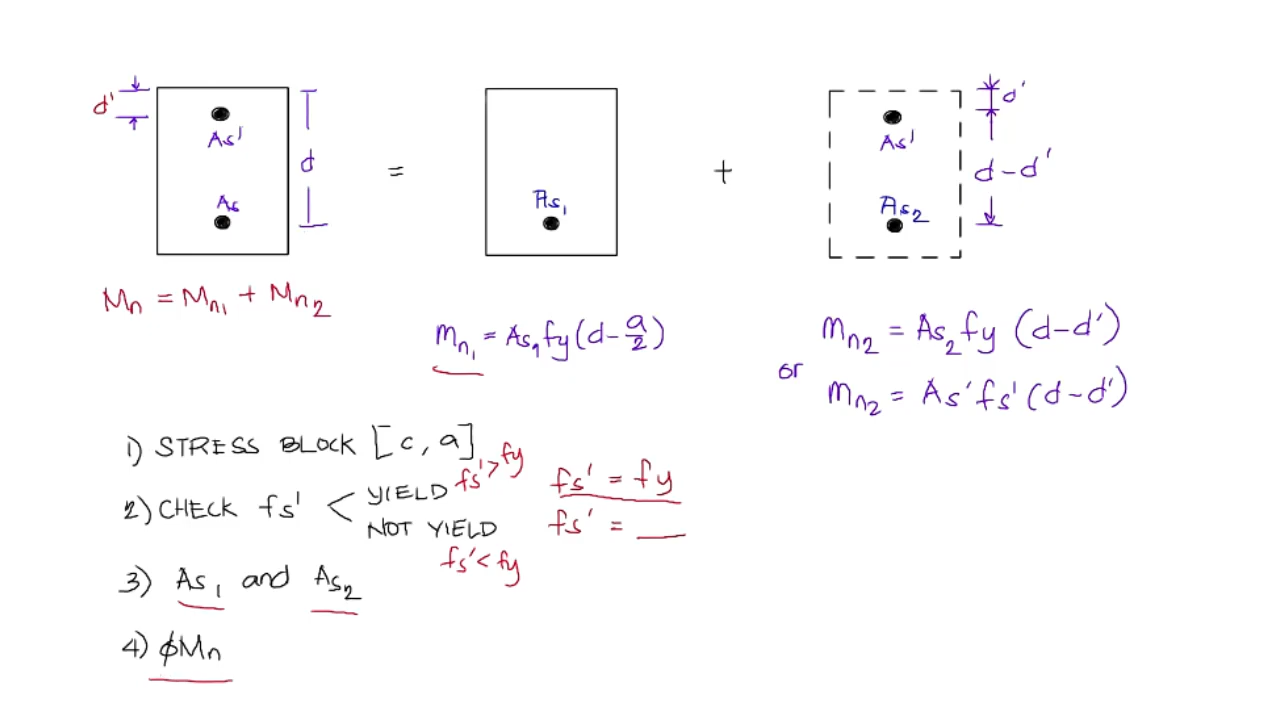 d'
As'
d
As
=
As₁
+
As'
As₂
d'
d-d'
Mn = Mn₁ + Mn₂
mn₁ = As₁fy(d-a/2)
mn₂ = As₂fy (d-d')
or
mn₂ = As'fs'(d-d')
1) STRESS BLOCK [c, a]
2) CHECK fs' < YIELD fs' > fy fs' = fy
NOT YIELD fs' < fy fs' = __
3) As₁ and As₂
4) ϕMn